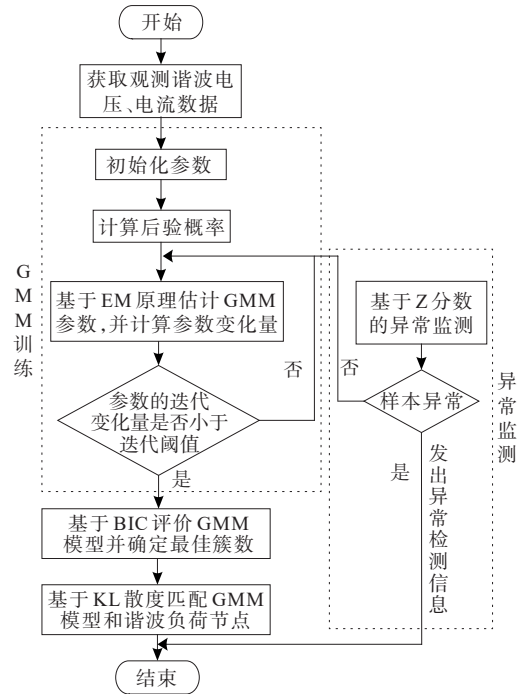 开始
获取观测谐波电
压、电流数据
初始化参数
计算后验概率
GMM训练
基于EM原理估计GMM
参数,并计算参数变化量
否
参数的迭代
变化量是否小于
迭代阈值
是
基于BIC评价GMM
模型并确定最佳簇数
基于KL散度匹配GMM
模型和谐波负荷节点
结束
基于Z分数
的异常监测
否
样本异常
是
发出异常检测信息
异常监测